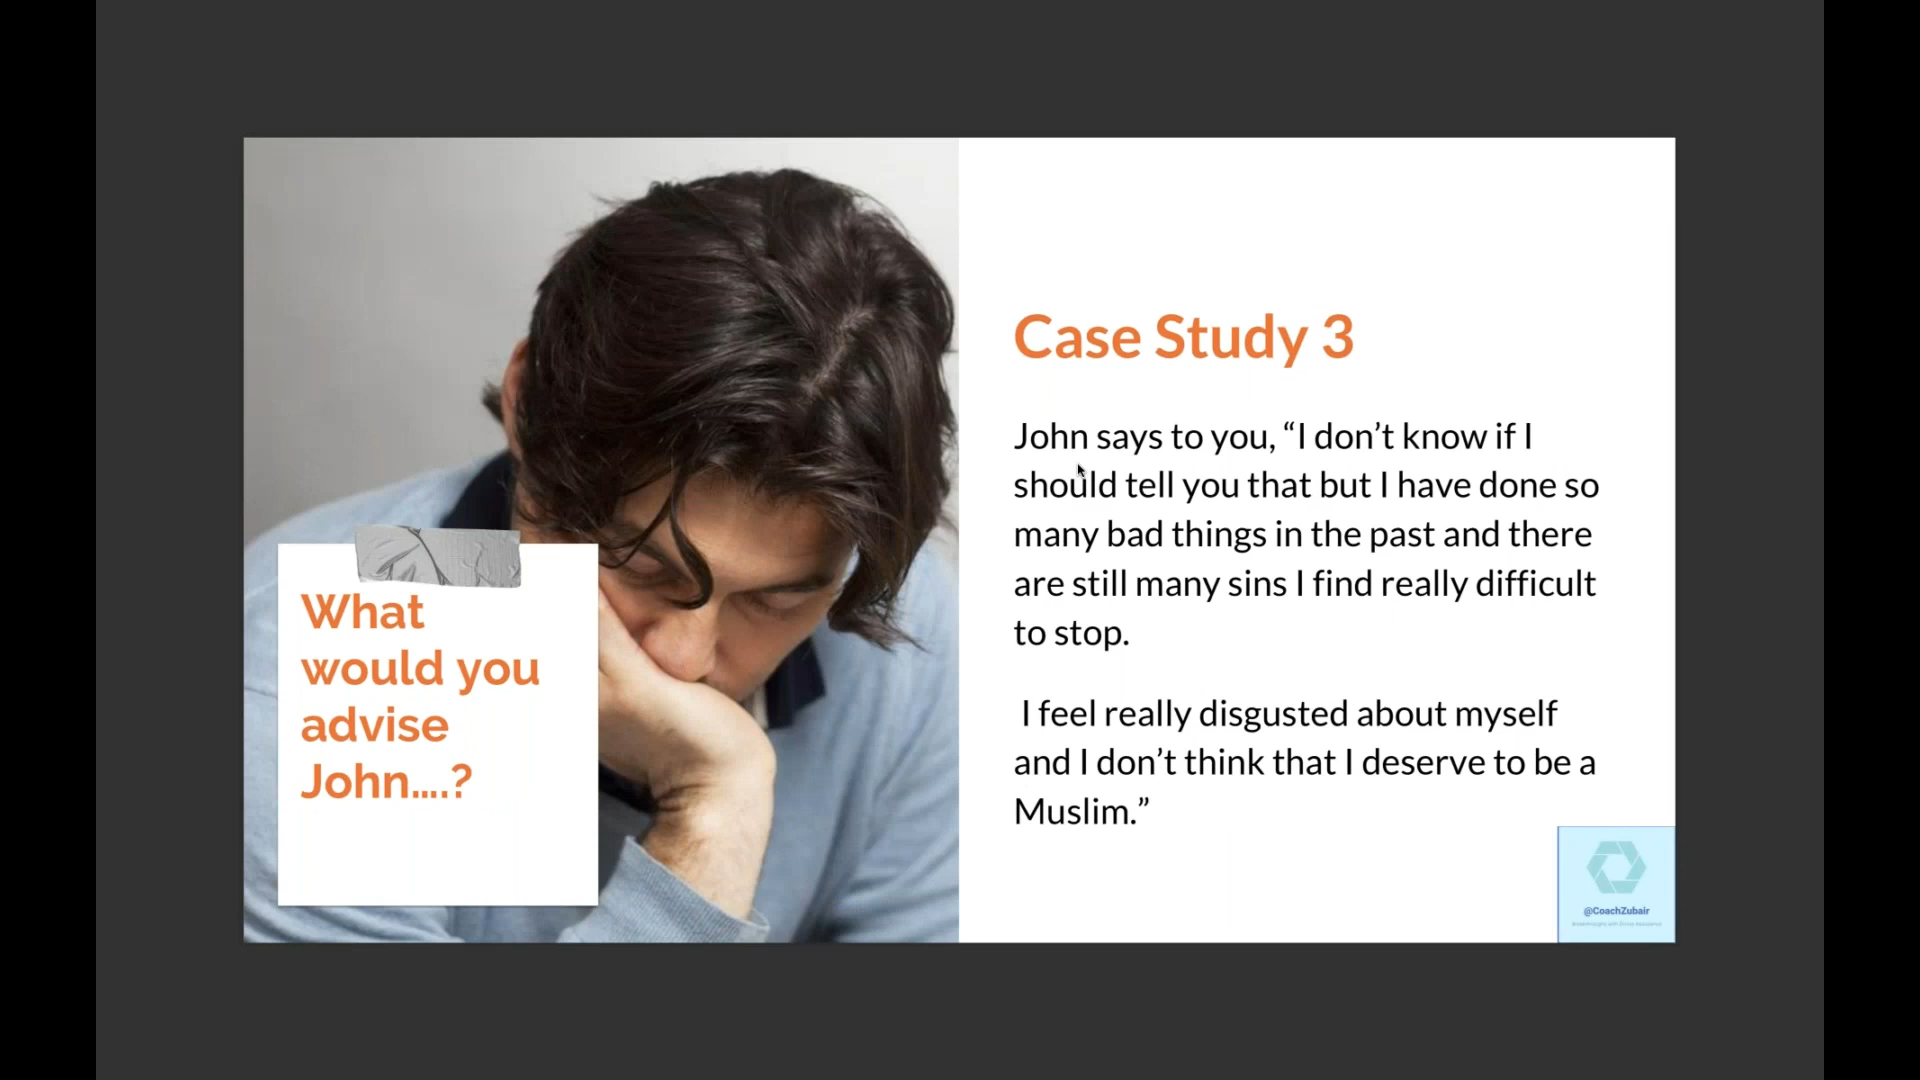 Case Study 3
John says to you, “I don’t know if I
should tell you that but I have done so
many bad things in the past and there
are still many sins I find really difficult
to stop.
I feel really disgusted about myself
and I don’t think that I deserve to be a
Muslim.”
What
would you
advise
John....?
@CoachZubair